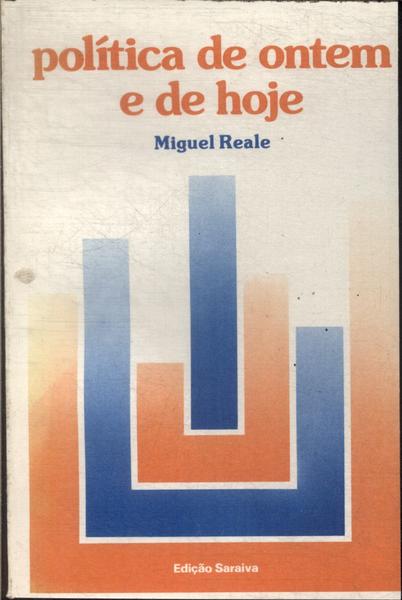 política de ontem
e de hoje
Miguel Reale
Edição Saraiva